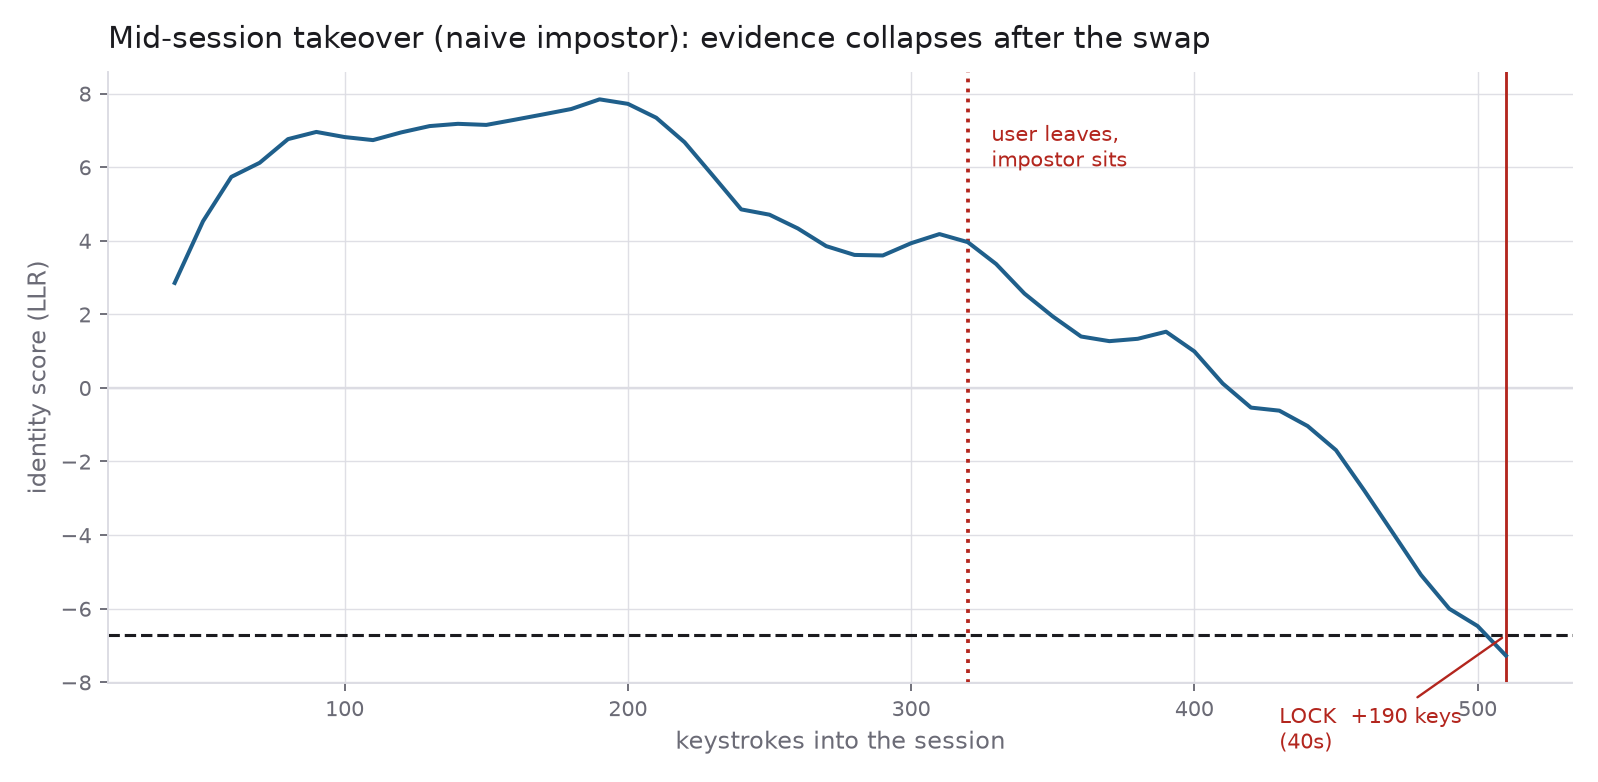 Mid-session takeover (naive impostor): evidence collapses after the swap
identity score (LLR)
8
6
4
2
0
−2
−4
−6
−8
user leaves,
impostor sits
100
200
300
400
500
LOCK  +190 keys
(40s)
keystrokes into the session